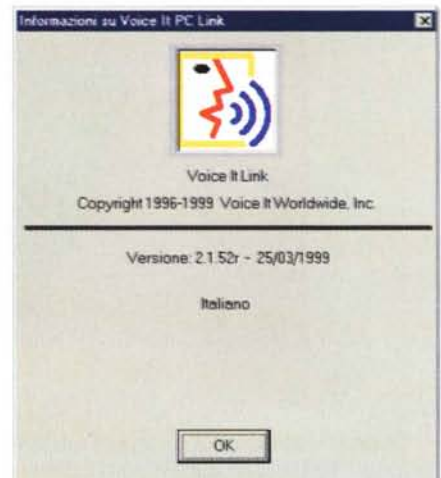 Informazioni su Voice It PC Link
Voice It Link
Copyright 1996-1999 Voice It Worldwide, Inc.
Versione: 2.1.52r - 25/03/1999
Italiano
OK